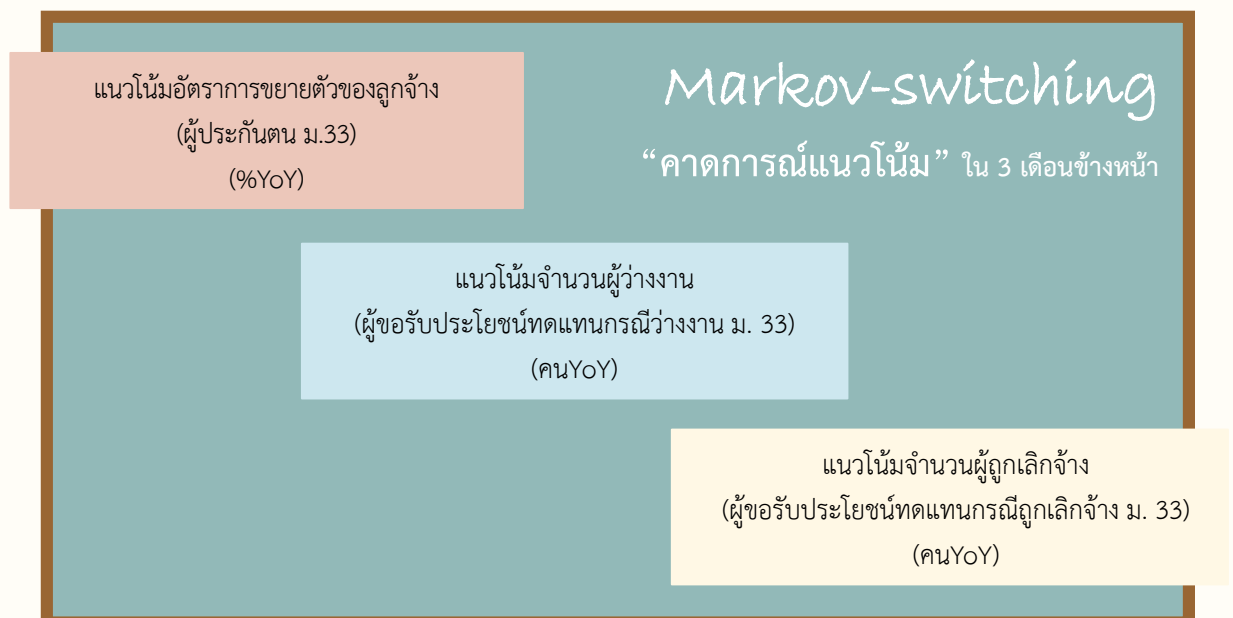 Markov-switching
“คาดการณ์แนวโน้ม” ใน 3 เดือนข้างหน้า
แนวโน้มอัตราการขยายตัวของลูกจ้าง
(ผู้ประกันตน ม.33)
(%YoY)
แนวโน้มจำนวนผู้ว่างงาน
(ผู้ขอรับประโยชน์ทดแทนกรณีว่างงาน ม. 33)
(คนYoY)
แนวโน้มจำนวนผู้ถูกเลิกจ้าง
(ผู้ขอรับประโยชน์ทดแทนกรณีถูกเลิกจ้าง ม. 33)
(คนYoY)